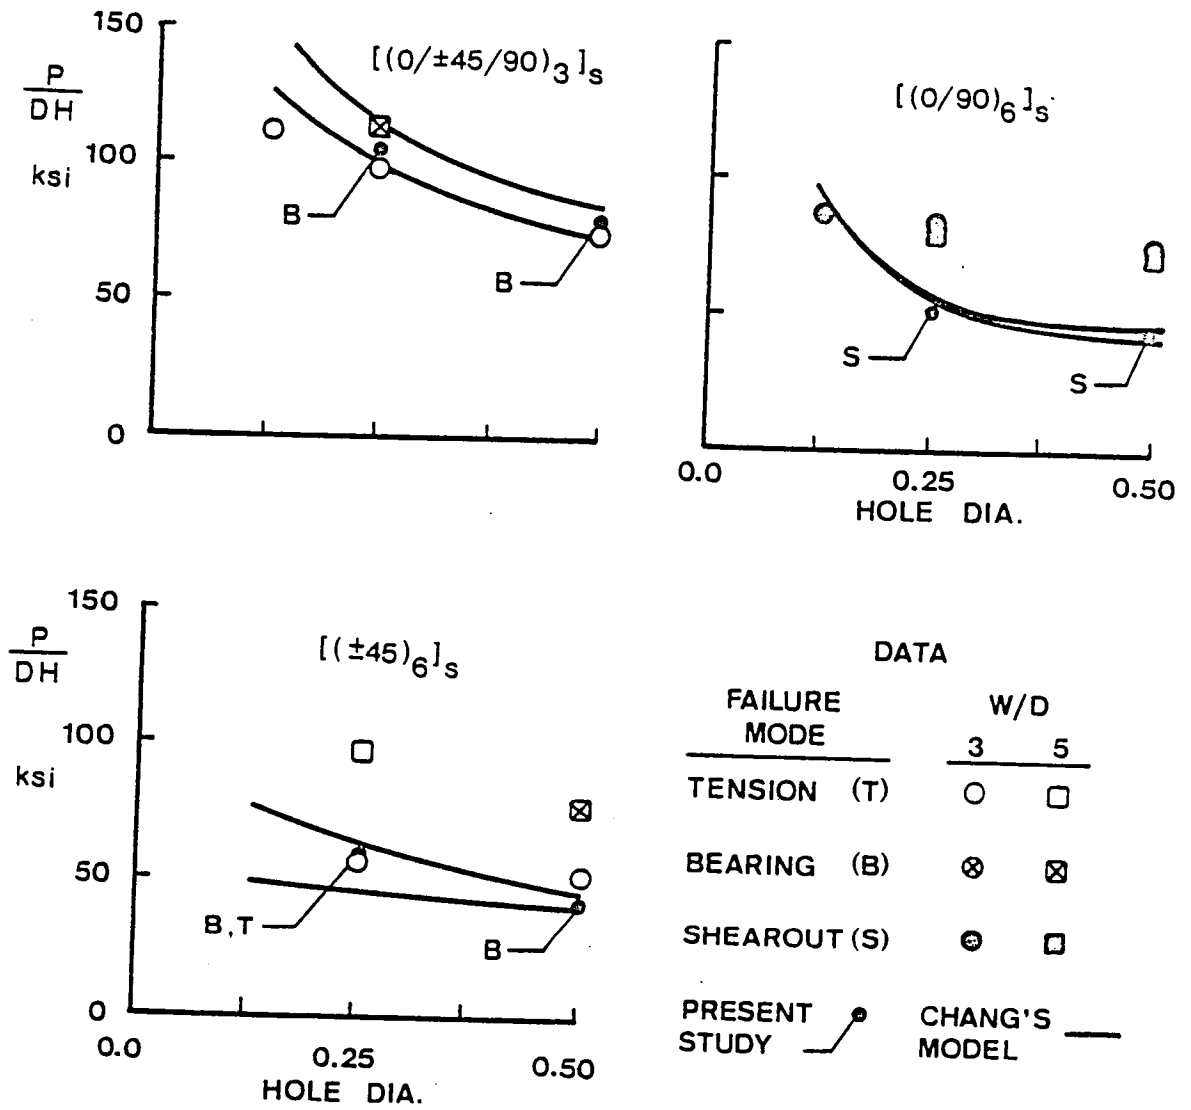 150
P
DH
ksi
100
50
0
[(0/±45/90)3]s
B
B
[(0/90)6]s
S
S
0.0
0.25
0.50
HOLE DIA.
150
P
DH
ksi
100
50
0
[(±45)6]s
B,T
B
0.0
0.25
0.50
HOLE DIA.
DATA
FAILURE MODE
W/D
3 5
TENSION (T)
BEARING (B)
SHEAROUT (S)
PRESENT STUDY
CHANG'S MODEL